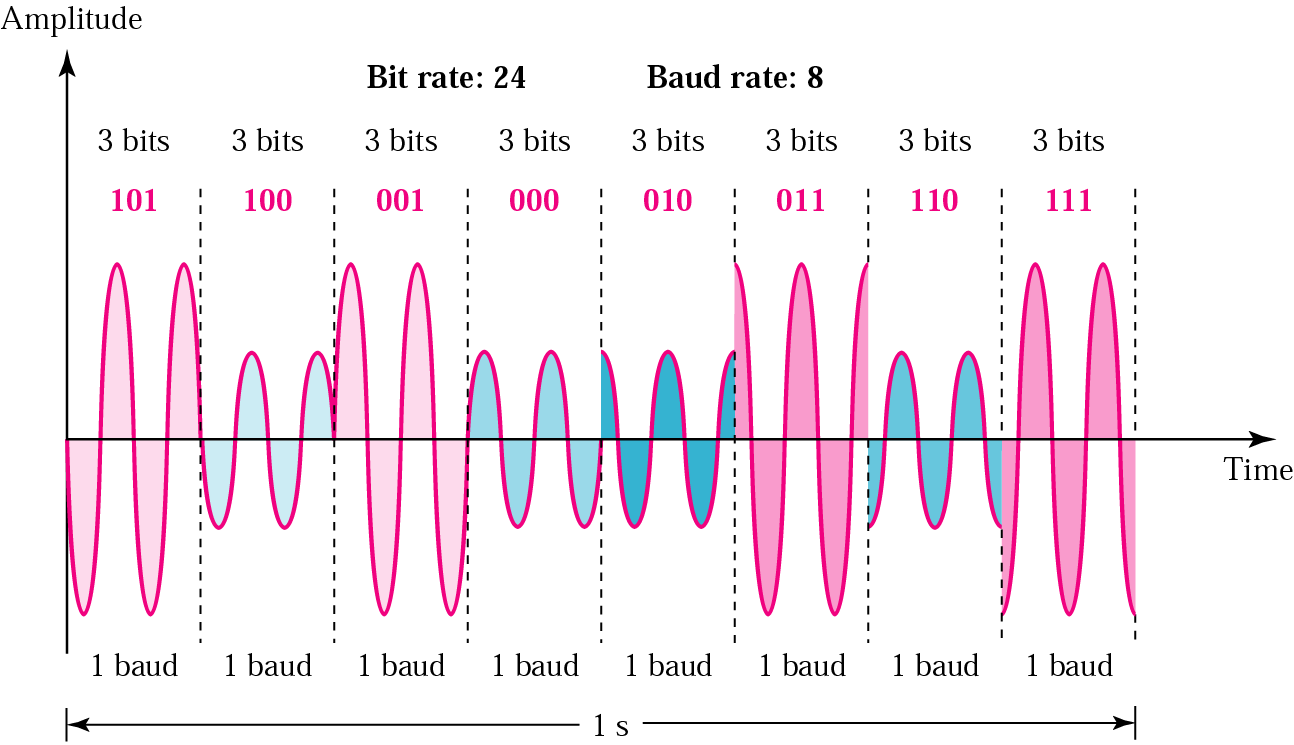 Amplitude
Bit rate: 24 Baud rate: 8
3 bits 3 bits 3 bits 3 bits 3 bits 3 bits 3 bits 3 bits
101 100 001 000 010 011 110 111
Time
1 baud 1 baud 1 baud 1 baud 1 baud 1 baud 1 baud 1 baud
1 s